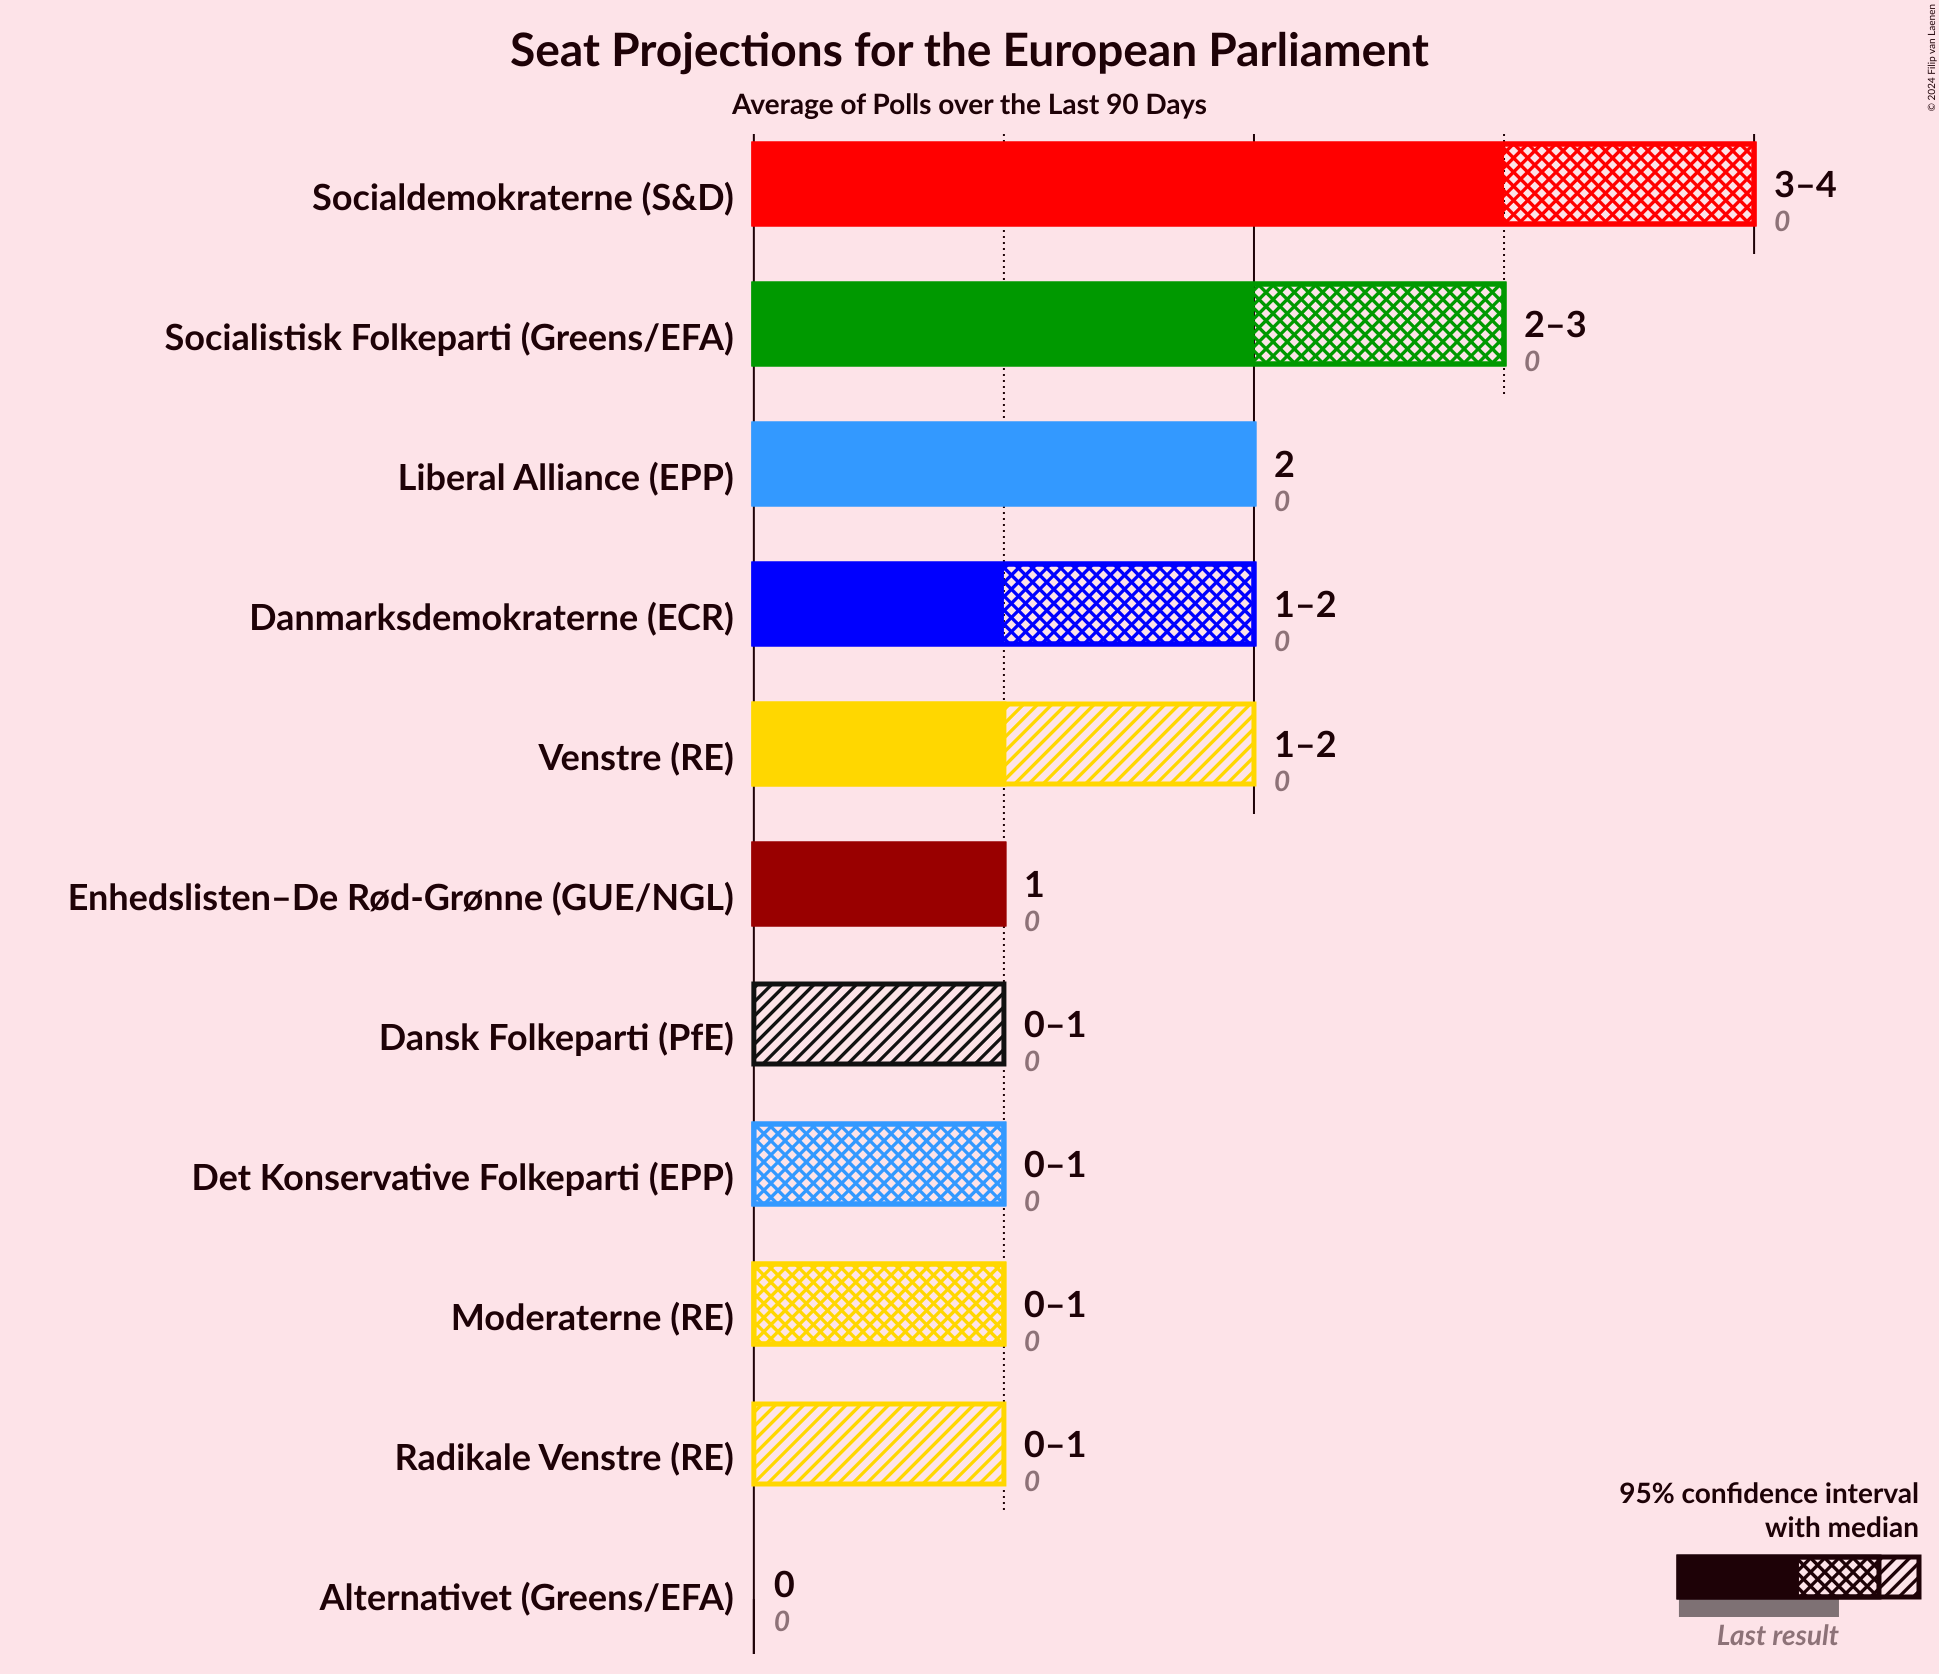 Seat Projections for the European Parliament
Average of Polls over the Last 90 Days
© 2024 Filip van Laenen
Socialdemokraterne (S&D)
3–4
0
Socialistisk Folkeparti (Greens/EFA)
2–3
0
Liberal Alliance (EPP)
2
0
Danmarksdemokraterne (ECR)
1–2
0
Venstre (RE)
1–2
0
Enhedslisten–De Rød-Grønne (GUE/NGL)
1
0
Dansk Folkeparti (PfE)
0–1
0
Det Konservative Folkeparti (EPP)
0–1
0
Moderaterne (RE)
0–1
0
Radikale Venstre (RE)
0–1
0
Alternativet (Greens/EFA)
0
0
95% confidence interval
with median
Last result